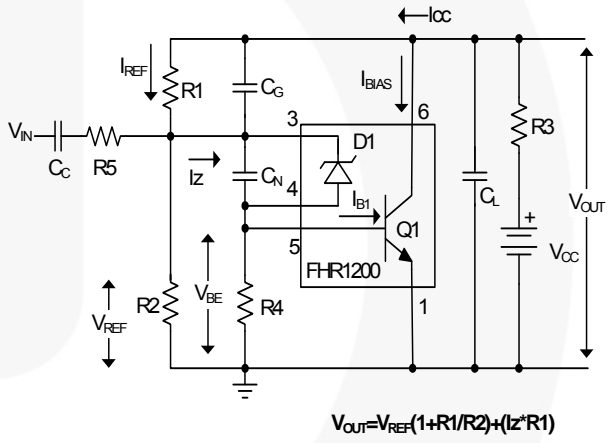 ICC
IREF
R1
CG
IBIAS
3
6
D1
R3
VIN
CC
R5
IZ
CN
4
IB1
CL
VOUT
Q1
+
5
VCC
FHR1200
VBE
R2
R4
1
VREF
VOUT=VREF(1+R1/R2)+(Iz*R1)